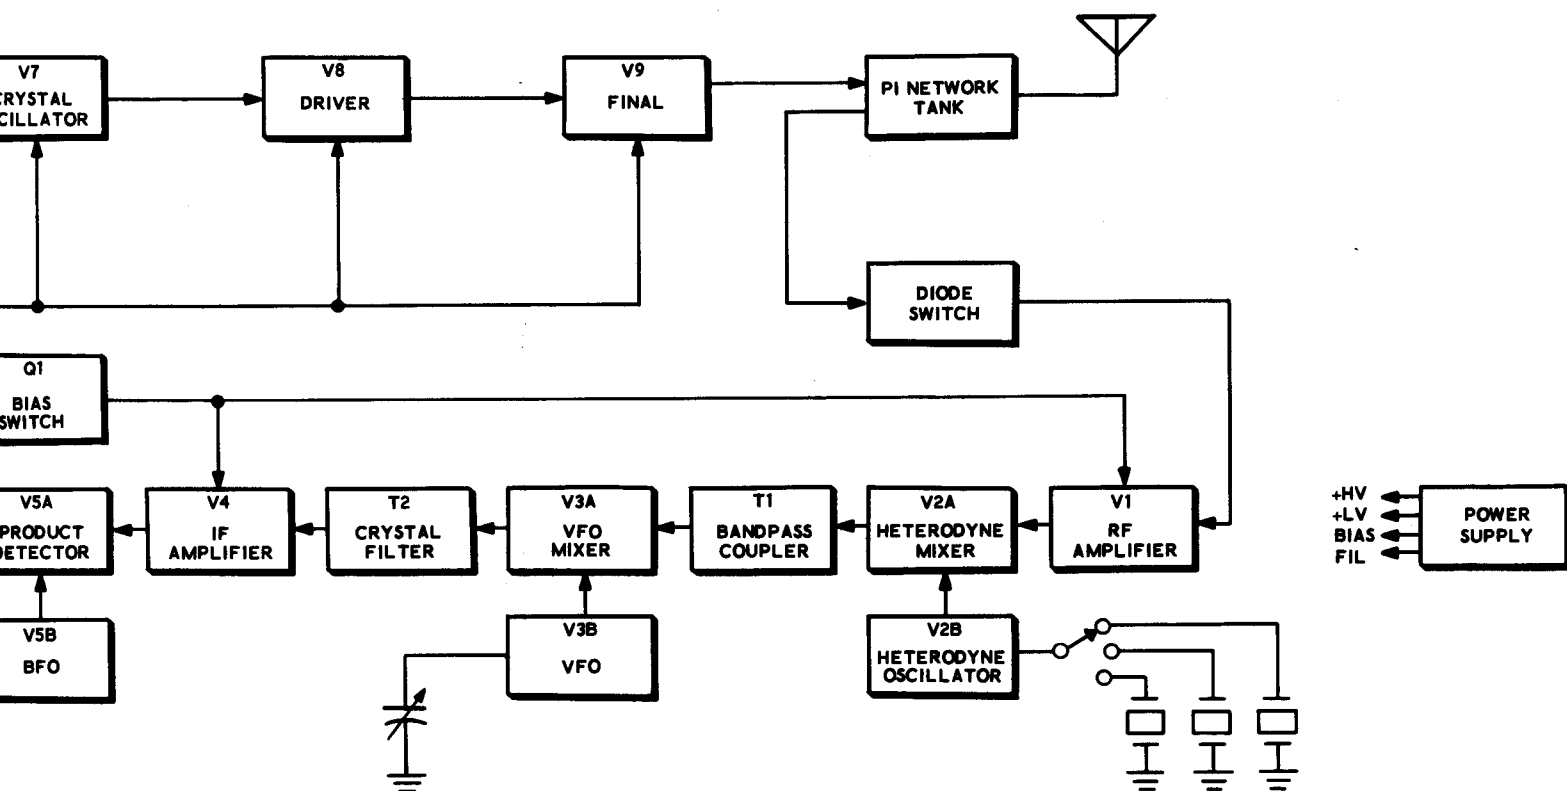 V7
CRYSTAL
CILLATOR
V8
DRIVER
V9
FINAL
PI NETWORK
TANK
DIODE
SWITCH
Q1
BIAS
SWITCH
V5A
PRODUCT
DETECTOR
V4
IF
AMPLIFIER
T2
CRYSTAL
FILTER
V3A
VFO
MIXER
T1
BANDPASS
COUPLER
V2A
HETERODYNE
MIXER
V1
RF
AMPLIFIER
+HV
+LV
BIAS
FIL
POWER
SUPPLY
V5B
BFO
V3B
VFO
V2B
HETERODYNE
OSCILLATOR